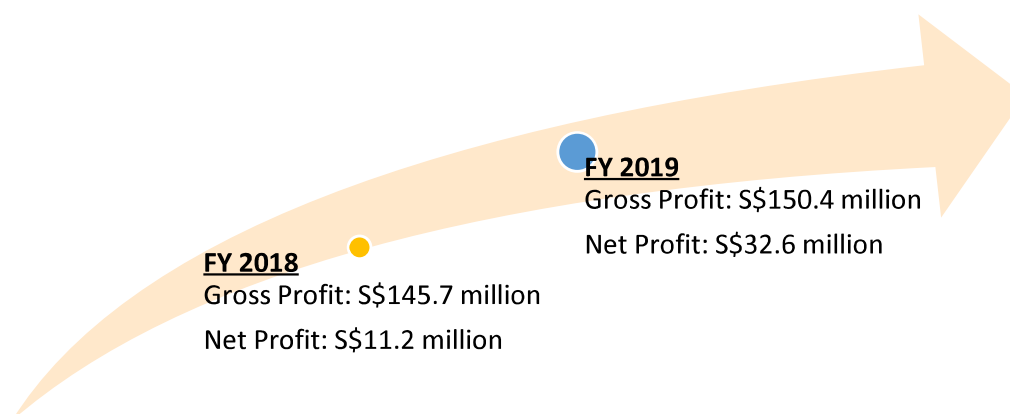 FY 2019
Gross Profit: S$150.4 million
Net Profit: S$32.6 million
FY 2018
Gross Profit: S$145.7 million
Net Profit: S$11.2 million